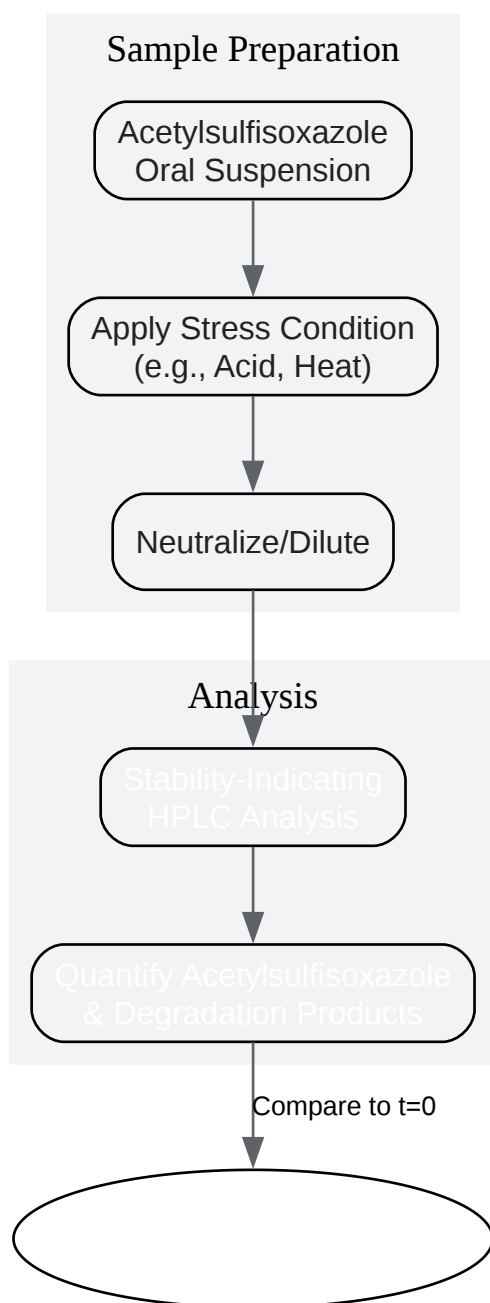 Sample Preparation
Acetylsulfisoxazole
Oral Suspension
Apply Stress Condition
(e.g., Acid, Heat)
Neutralize/Dilute
Analysis
Stability-Indicating
HPLC Analysis
Quantify Acetylsulfisoxazole
& Degradation Products
Compare to t=0